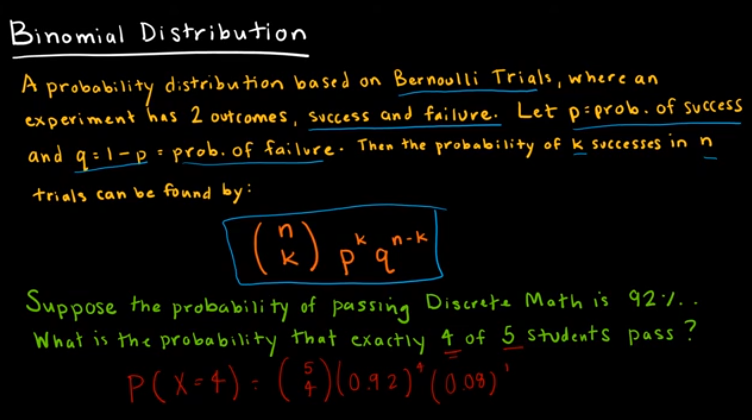 Binomial Distribution
A probability distribution based on Bernoulli Trials, where an
experiment has 2 outcomes, success and failure. Let p=prob. of success
and q=1-p = prob. of failure. Then the probability of k successes in n
trials can be found by:
(n k) p^k q^(n-k)
Suppose the probability of passing Discrete Math is 92%..
What is the probability that exactly 4 of 5 students pass?
P(X=4) = (5 4)(0.92)^4(0.08)^1